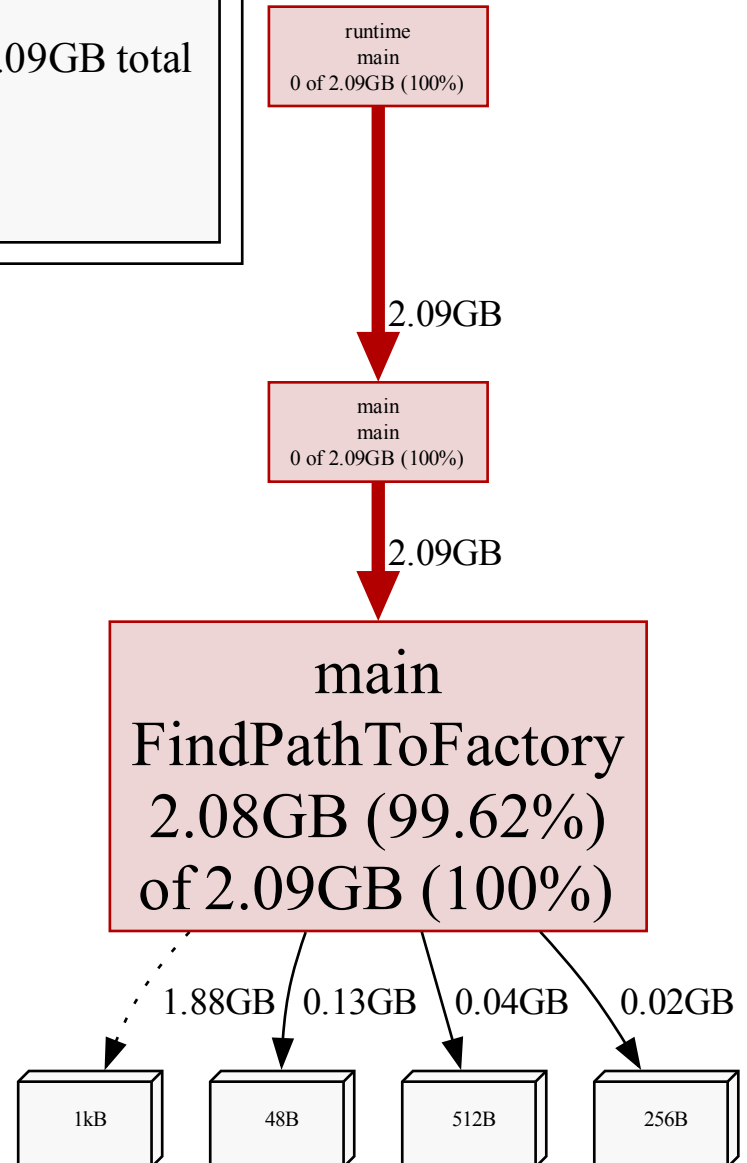 .09GB total
runtime
main
0 of 2.09GB (100%)
2.09GB
main
main
0 of 2.09GB (100%)
2.09GB
main
FindPathToFactory
2.08GB (99.62%)
of 2.09GB (100%)
1.88GB
0.13GB
0.04GB
0.02GB
1kB
48B
512B
256B